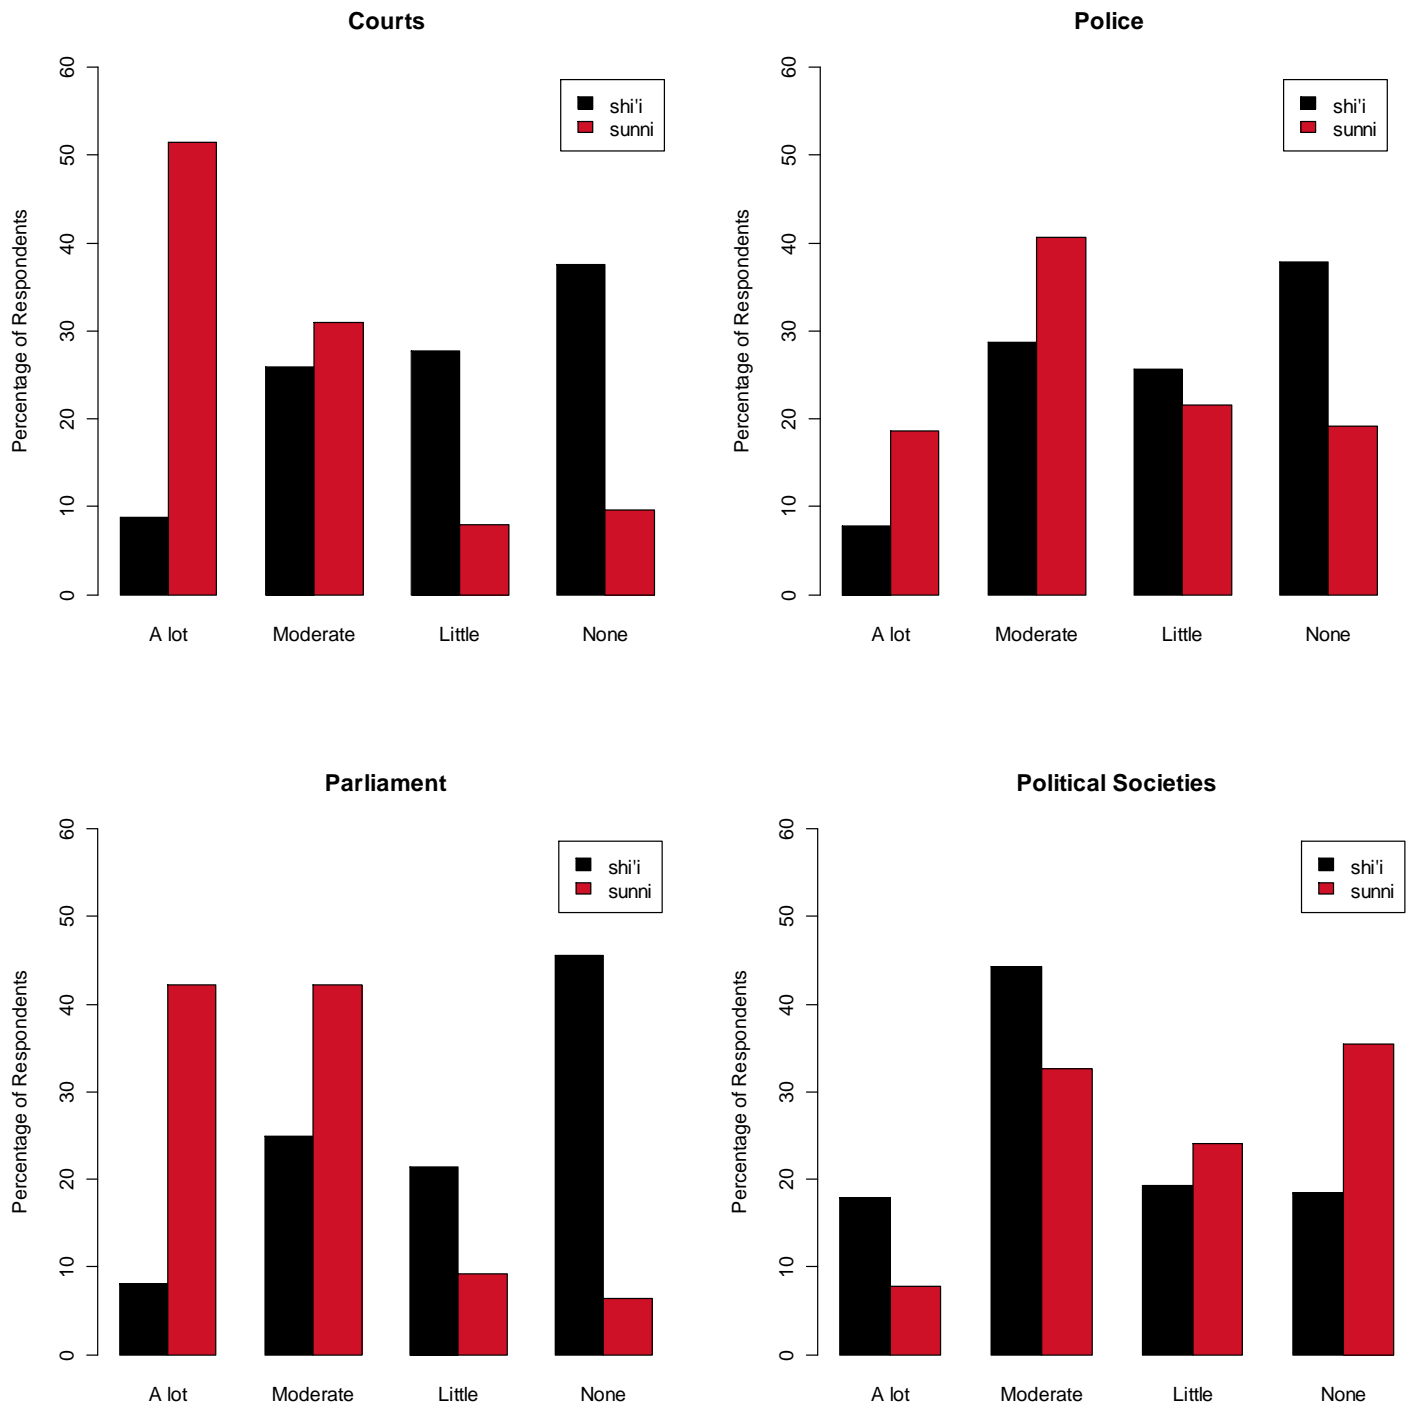 Courts
Percentage of Respondents
60
50
40
30
20
10
0
shi'i
sunni
A lot Moderate Little None
Police
Percentage of Respondents
60
50
40
30
20
10
0
shi'i
sunni
A lot Moderate Little None
Parliament
Percentage of Respondents
60
50
40
30
20
10
0
shi'i
sunni
A lot Moderate Little None
Political Societies
Percentage of Respondents
60
50
40
30
20
10
0
shi'i
sunni
A lot Moderate Little None